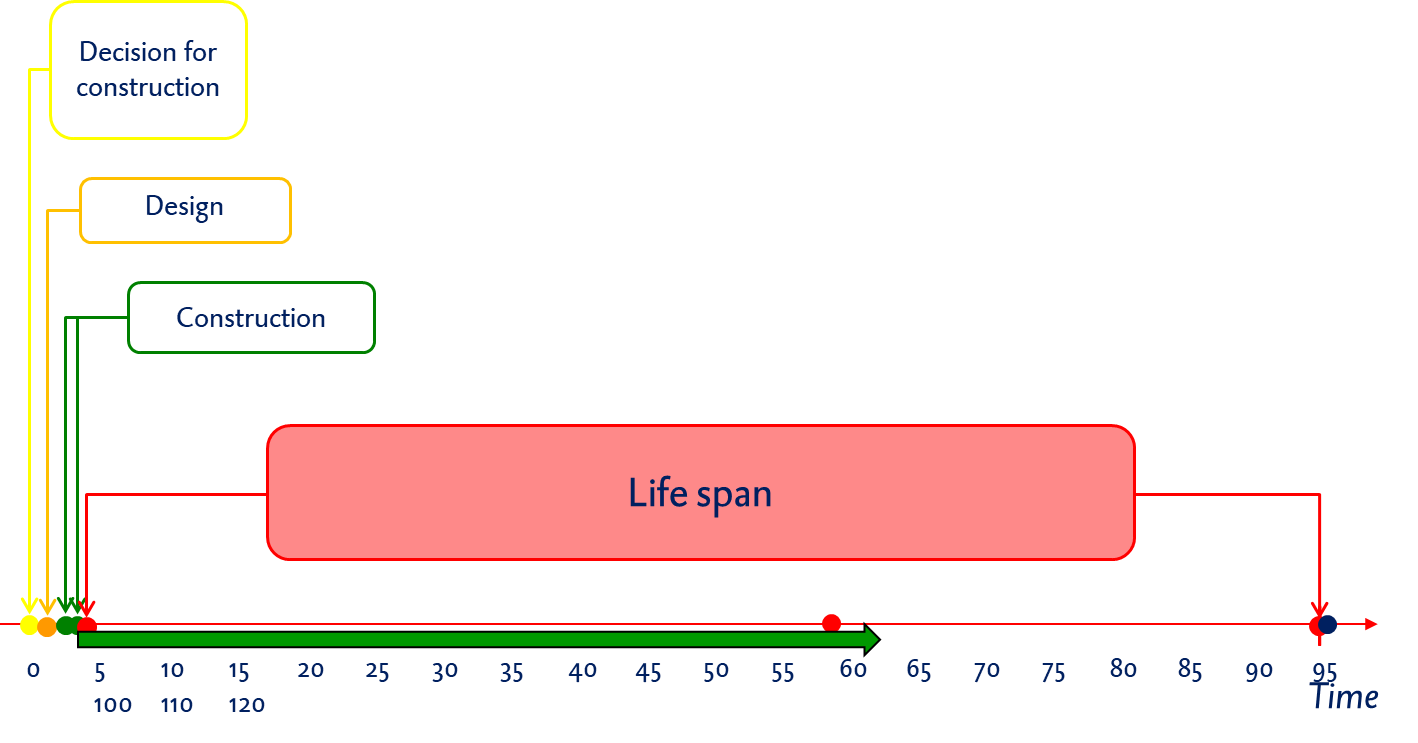 Decision for
construction
Design
Construction
Life span
0 5 10 15 20 25 30 35 40 45 50 55 60 65 70 75 80 85 90 95
100 110 120
Time